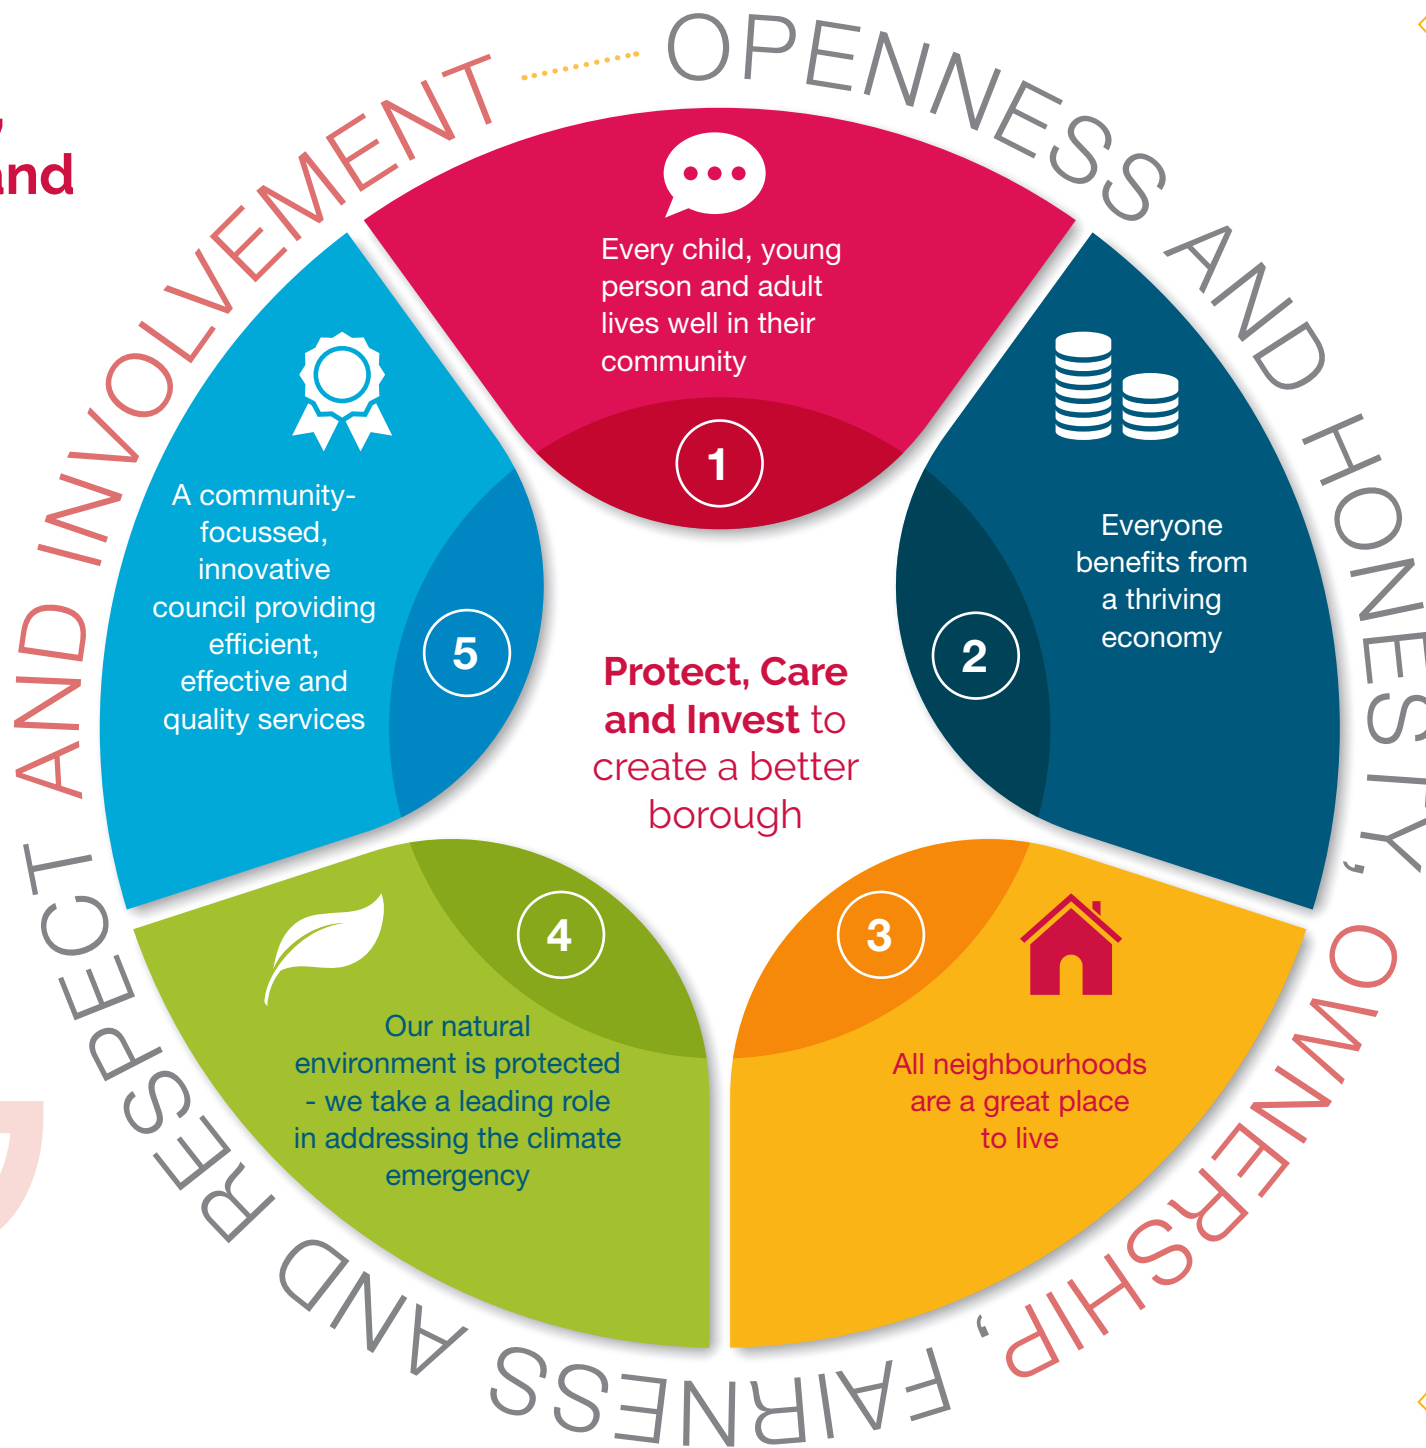 and
OPENNESS AND HONESTY, OWNERSHIP, FAIRNESS AND RESPECT AND INVOLVEMENT
Every child, young
person and adult
lives well in their
community
1
Everyone
benefits from
a thriving
economy
2
All neighbourhoods
are a great place
to live
3
Our natural
environment is protected
- we take a leading role
in addressing the climate
emergency
4
A community-
focussed,
innovative
council providing
efficient,
effective and
quality services
5
Protect, Care
and Invest to
create a better
borough